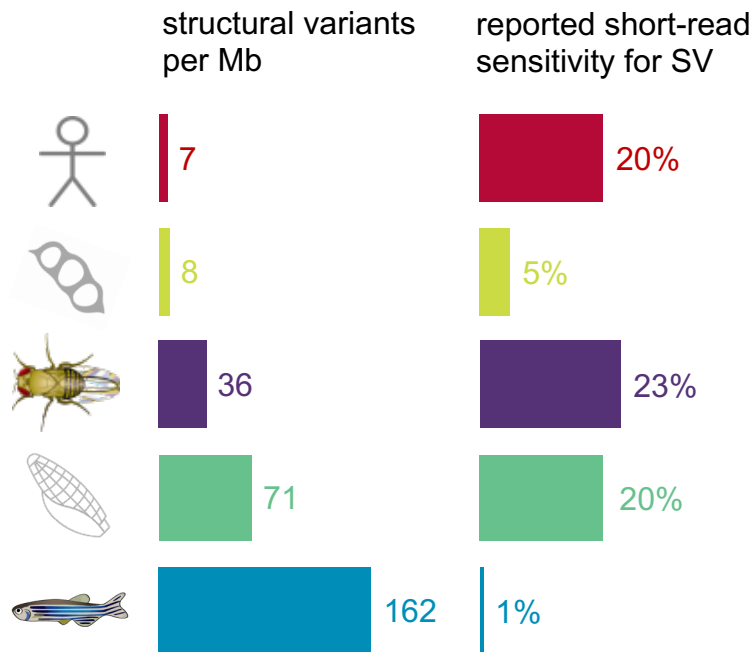 structural variants
per Mb
reported short-read
sensitivity for SV
7
20%
8
5%
36
23%
71
20%
162
1%